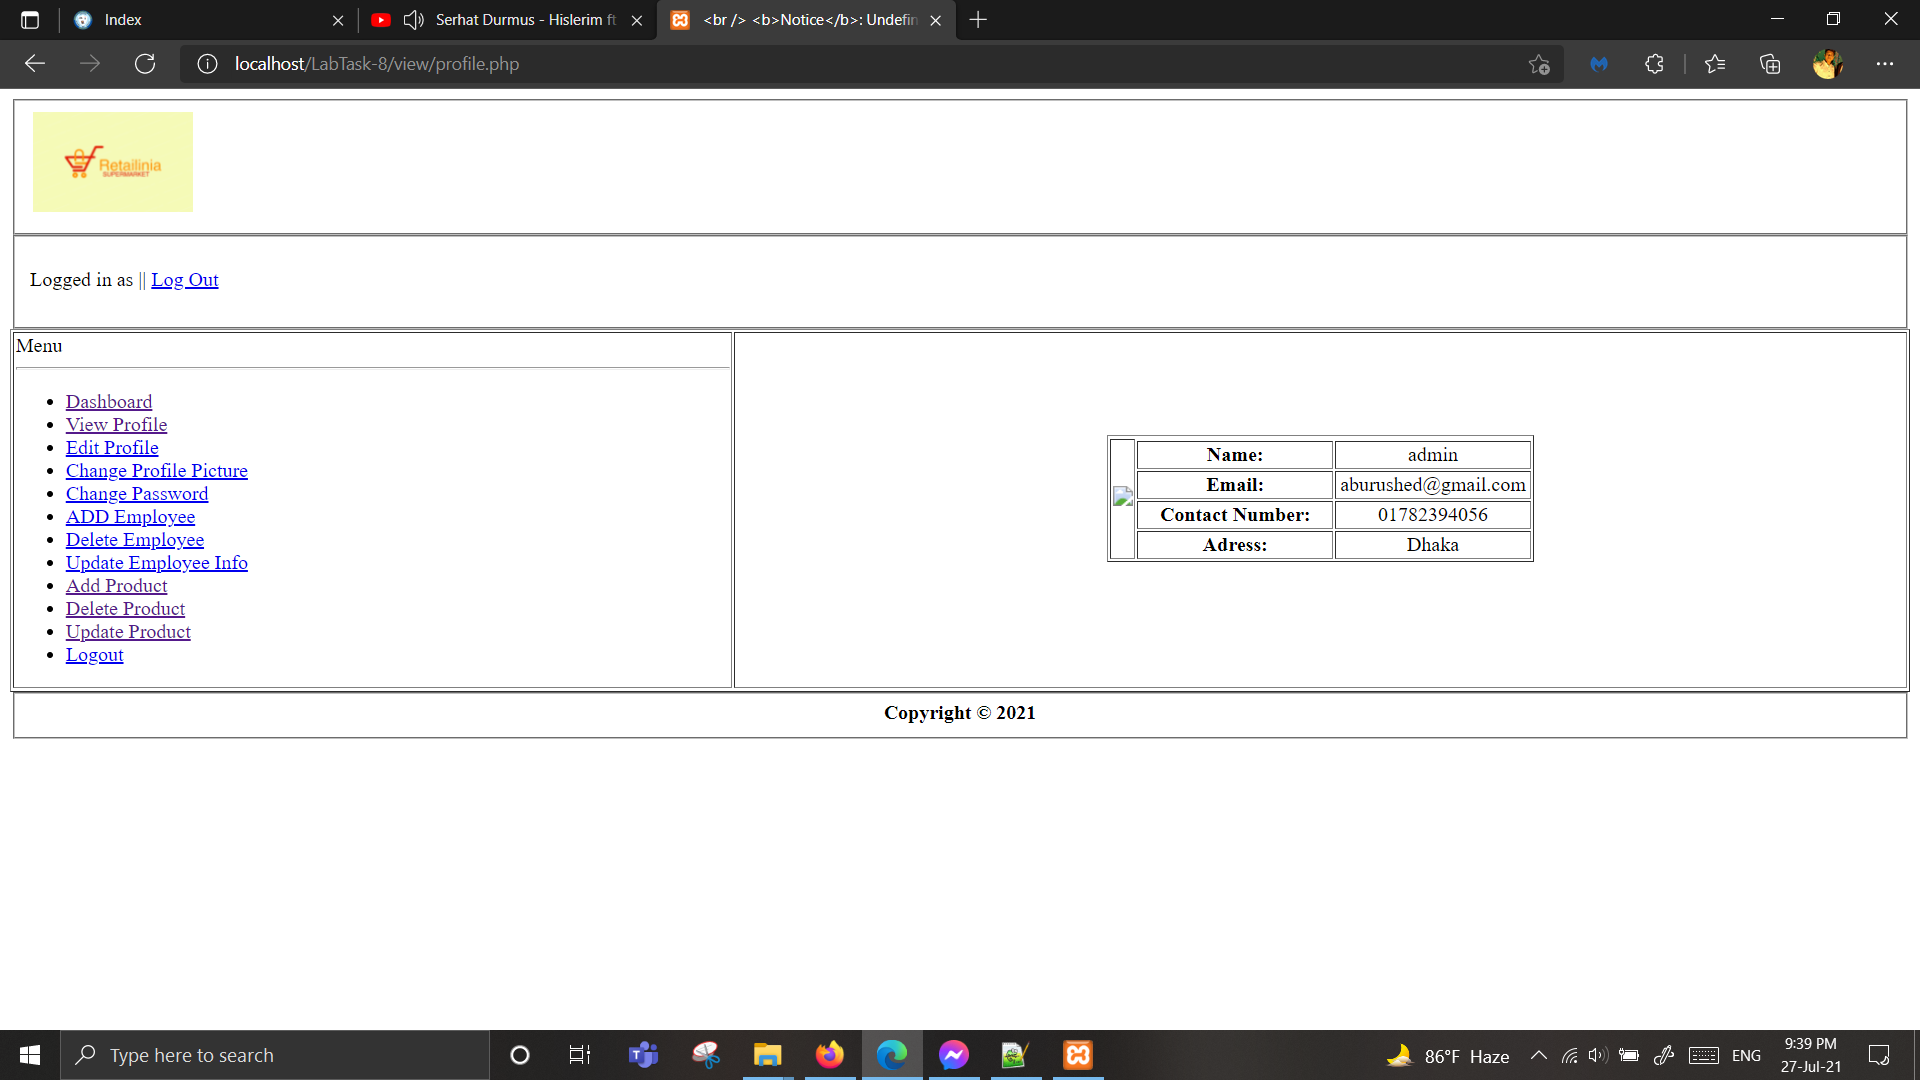 Index
Serhat Durmus - Hislerim ft
<br /> <b>Notice</b>: Undefin
localhost/LabTask-8/view/profile.php
Retailinia
SUPERMARKET
Logged in as || Log Out
Menu
Dashboard
View Profile
Edit Profile
Change Profile Picture
Change Password
ADD Employee
Delete Employee
Update Employee Info
Add Product
Delete Product
Update Product
Logout
Name: admin
Email: aburushed@gmail.com
Contact Number: 01782394056
Adress: Dhaka
Copyright © 2021
Type here to search
86°F Haze
ENG
9:39 PM
27-Jul-21